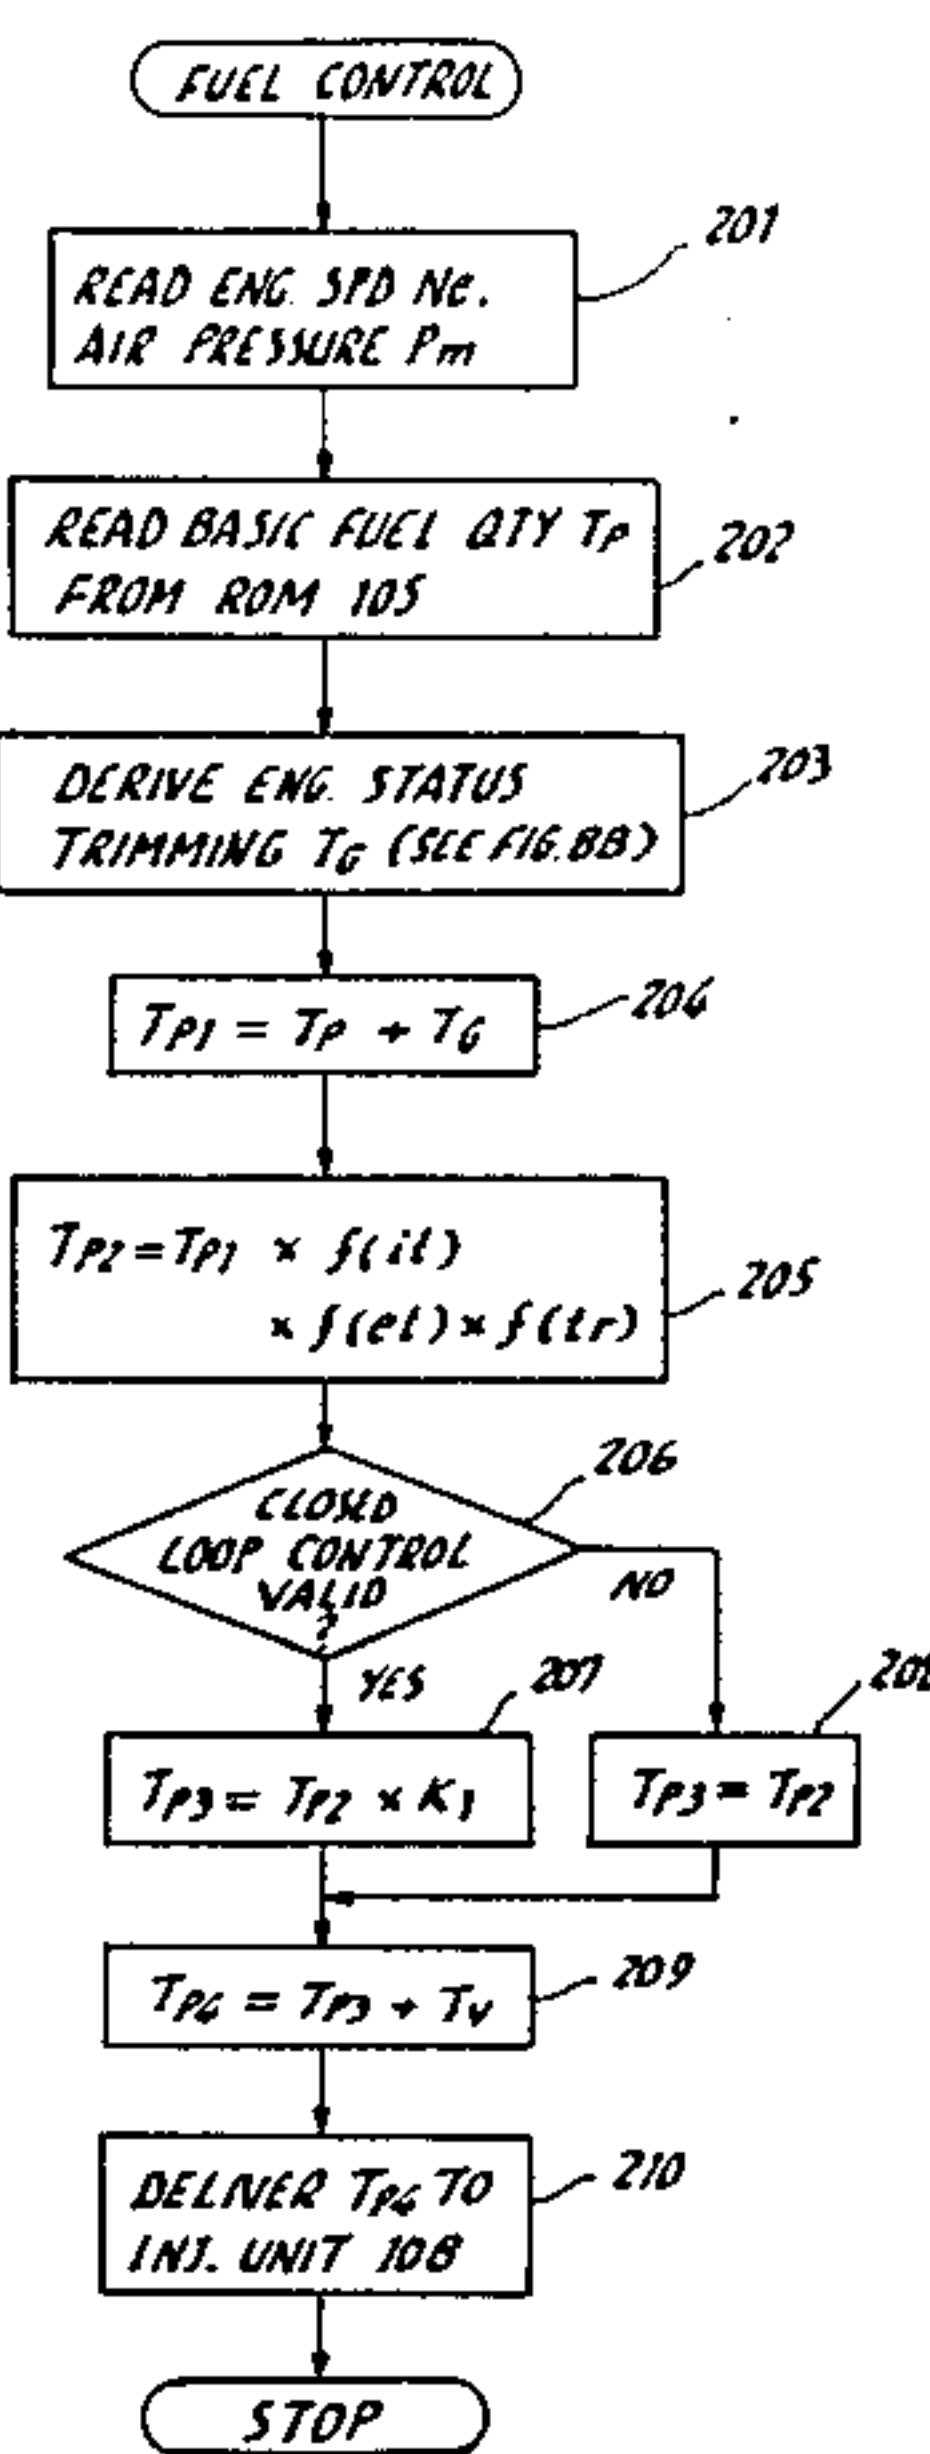 FUEL CONTROL
201
READ ENG. SPD Ne.
AIR PRESSURE Pm
202
READ BASIC FUEL QTY TP
FROM ROM 105
203
DERIVE ENG. STATUS
TRIMMING TG (SEE FIG. 8B)
204
TP1 = TP + TG
205
TP2 = TP1 × f(it)
× f(et) × f(tr)
206
CLOSED
LOOP CONTROL
VALID
?
NO
YES
207
TP3 = TP2 × K1
TP3 = TP2
209
TP4 = TP3 + TV
210
DELIVER TP4 TO
INJ. UNIT 108
STOP